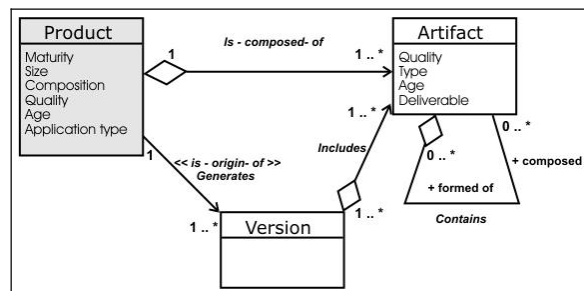 Product
Maturity
Size
Composition
Quality
Age
Application type
1
Is - composed- of
1 .. *
Artifact
Quality
Type
Age
Deliverable
1 .. *
Includes
1 .. *
0 .. *
0 .. *
+ composed
+ formed of
Contains
1
<< is - origin- of >>
Generates
1 .. *
Version